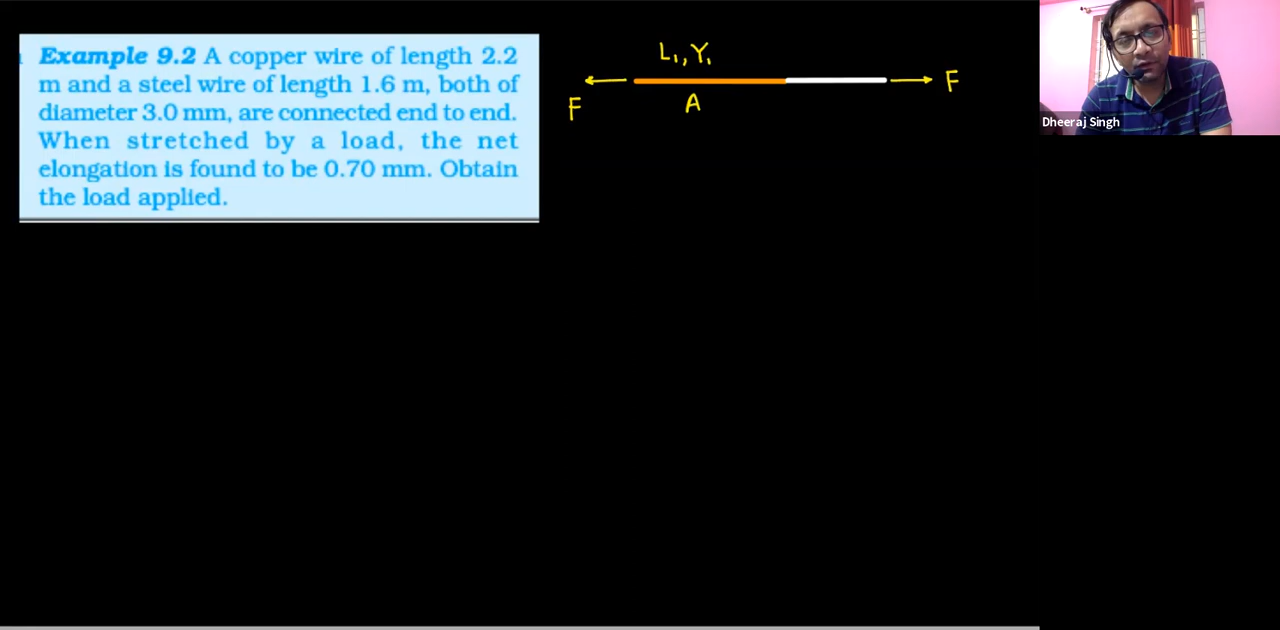 Example 9.2 A copper wire of length 2.2
m and a steel wire of length 1.6 m, both of
diameter 3.0 mm, are connected end to end.
When stretched by a load, the net
elongation is found to be 0.70 mm. Obtain
the load applied.
L₁, Y₁
F
F
A
Dheeraj Singh